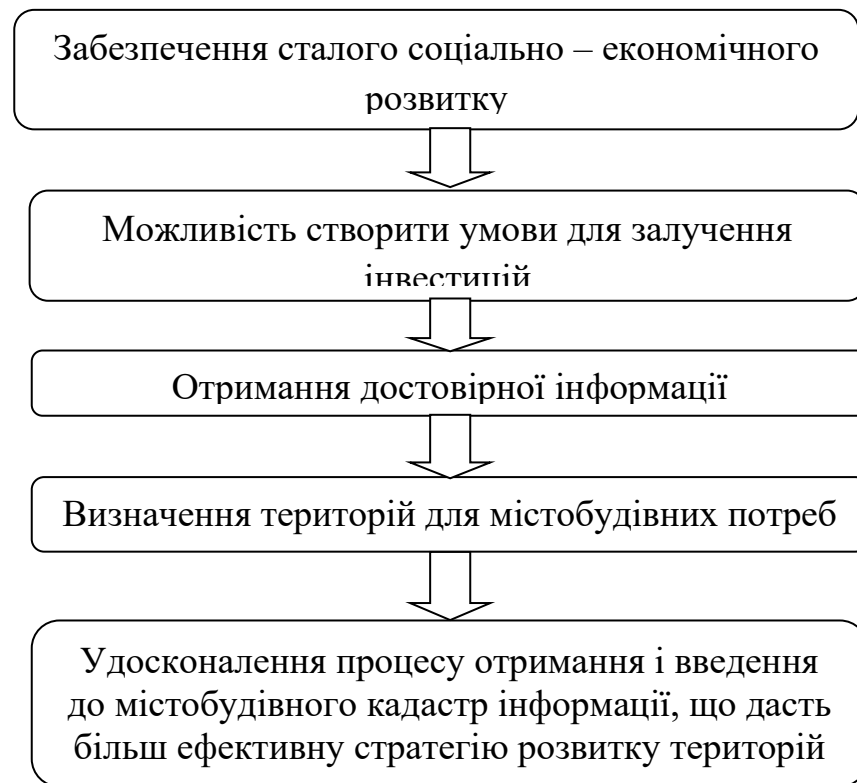 Забезпечення сталого соціально – економічного
розвитку
Можливість створити умови для залучення
інвестицій
Отримання достовірної інформації
Визначення територій для містобудівних потреб
Удосконалення процесу отримання і введення
до містобудівного кадастр інформації, що дасть
більш ефективну стратегію розвитку територій